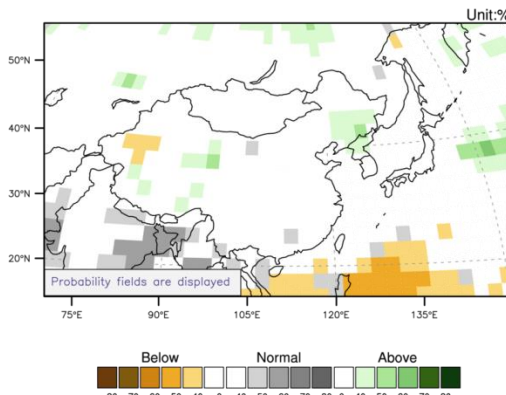 Unit:%
50°N
40°N
30°N
20°N
Probability fields are displayed
75°E 90°E 105°E 120°E 135°E
Below Normal Above